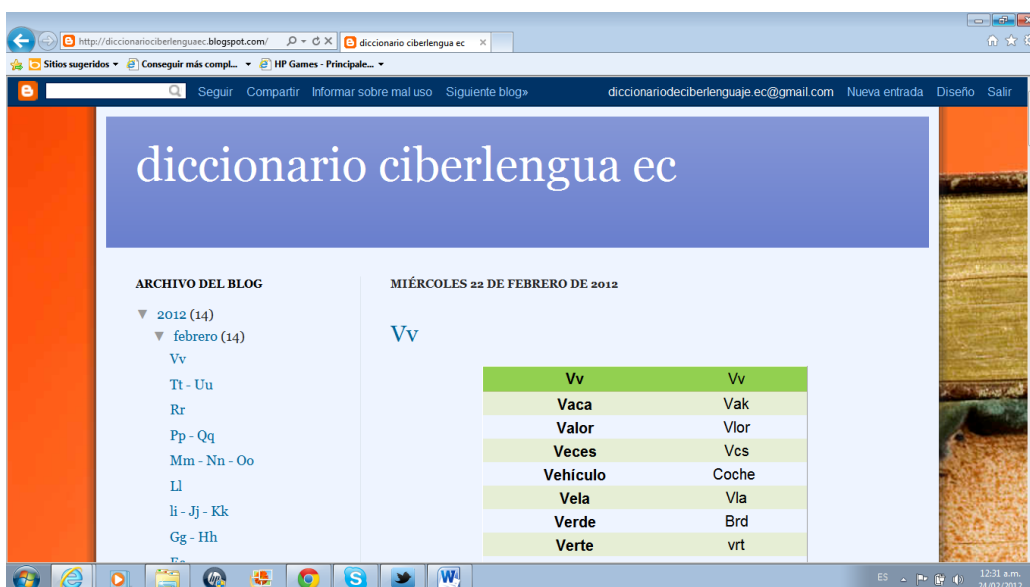 http://diccionariociberlenguaec.blogspot.com/
diccionario ciberlengua ec
Sitios sugeridos
Conseguir más compl...
HP Games - Principale...
Seguir Compartir Informar sobre mal uso Siguiente blog» diccionariodeciberlenguaje.ec@gmail.com Nueva entrada Diseño Salir
diccionario ciberlengua ec
ARCHIVO DEL BLOG
▼ 2012 (14)
▼ febrero (14)
Vv
Tt - Uu
Rr
Pp - Qq
Mm - Nn - Oo
Ll
Ii - Jj - Kk
Gg - Hh
MIÉRCOLES 22 DE FEBRERO DE 2012
Vv
Vv Vv
Vaca Vak
Valor Vlor
Veces Vcs
Vehículo Coche
Vela Vla
Verde Brd
Verte vrt
ES
12:31 a.m.
24/02/2012